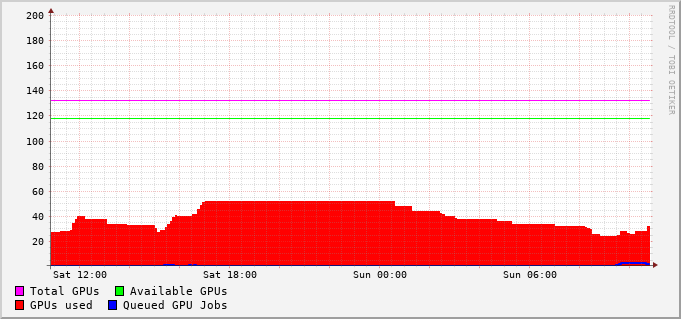 200
180
160
140
120
100
80
60
40
20
Sat 12:00 Sat 18:00 Sun 00:00 Sun 06:00
Total GPUs Available GPUs
GPUs used Queued GPU Jobs
RRDTOOL / TOBI OETIKER